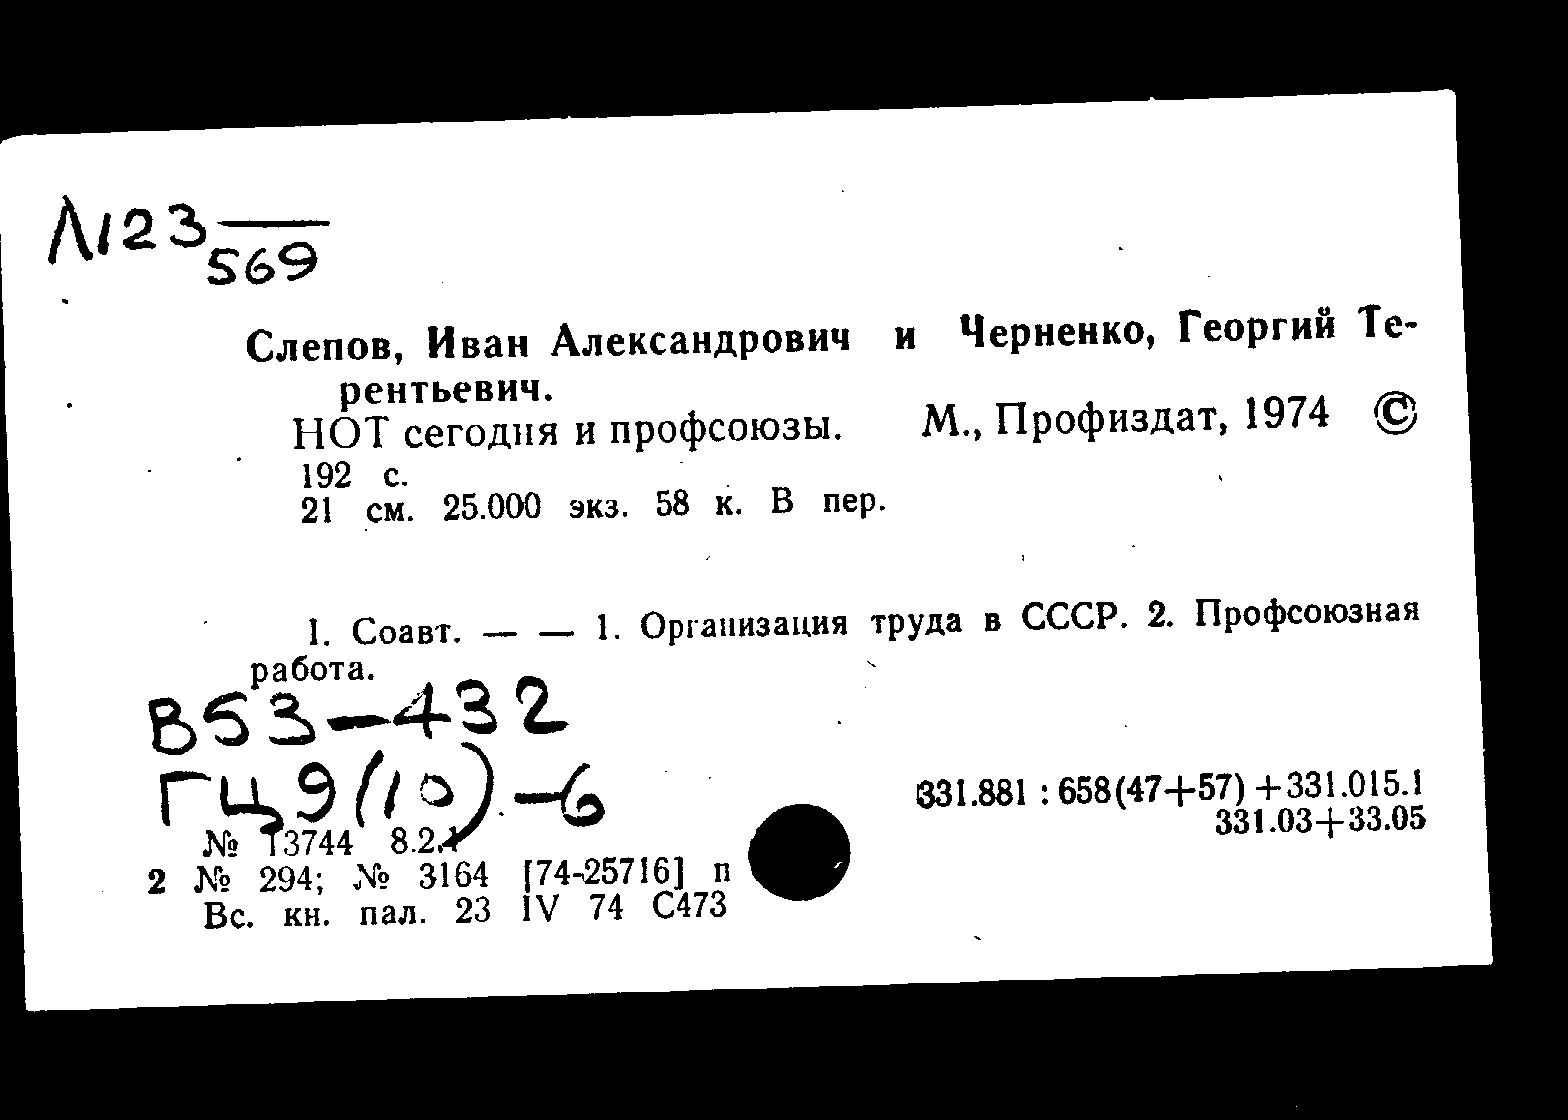 Л123
569
Слепов, Иван Александрович и Черненко, Георгий Те-
рентьевич.
НОТ сегодня и профсоюзы. М., Профиздат, 1974 ©
192 с.
21 см. 25.000 экз. 58 к. В пер.
1. Соавт. — — 1. Организация труда в СССР. 2. Профсоюзная
работа.
В53-432
ГЦ9(10)-6
331.881 : 658(47+57) +331.015.1
331.03+33.05
№ 13744 8.2.
2 № 294; № 3164 [74-25716] п
Вс. кн. пал. 23 IV 74 С473